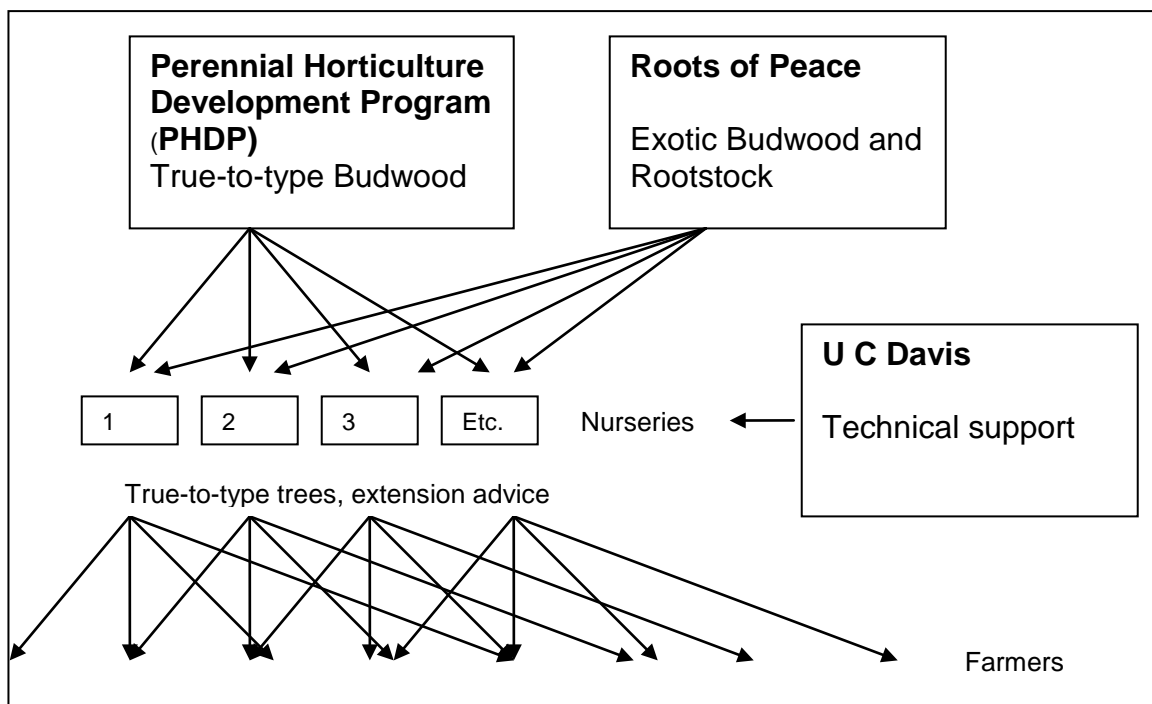 Perennial Horticulture
Development Program
(PHDP)
True-to-type Budwood
Roots of Peace
Exotic Budwood and
Rootstock
U C Davis
Technical support
1
2
3
Etc.
Nurseries
True-to-type trees, extension advice
Farmers